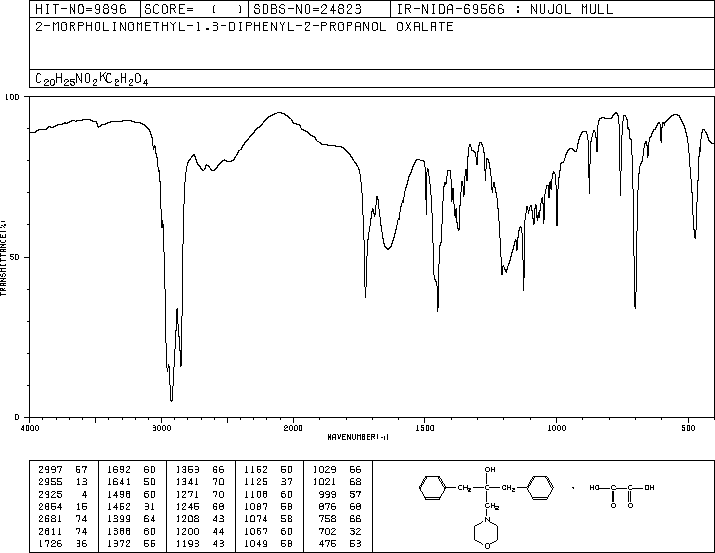 HIT-NO=9896 SCORE= ( ) SDBS-NO=24823 IR-NIDA-69566 : NUJOL MULL
2-MORPHOLINOMETHYL-1,3-DIPHENYL-2-PROPANOL OXALATE
C20H25NO2KC2H2O4
100
50
0
TRANSMITTANCE(%)
4000 3000 2000 1500 1000 500
WAVENUMBER(-1)
2997 57 1692 60 1353 66 1152 50 1029 66
2955 13 1641 50 1341 70 1125 37 1021 68
2925 4 1498 60 1271 70 1108 60 999 57
2854 15 1452 31 1245 68 1087 58 876 68
2681 74 1399 64 1208 43 1074 58 758 66
2611 74 1388 60 1200 44 1067 60 702 32
1726 36 1372 55 1193 43 1049 58 475 53
OH
CH2 C CH2
CH2
N
O
HO C C OH
O O